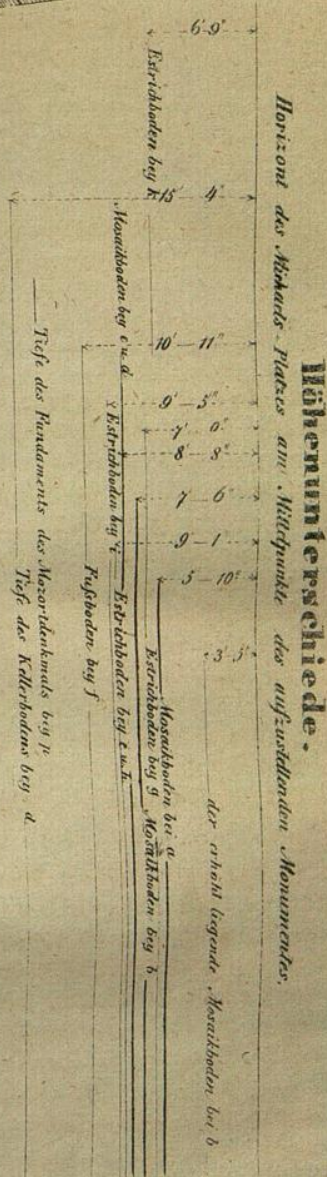 Höhenunterschiede.
Horizont des Michaels-Platzes am Mittelpunkte des aufzustellenden Monumentes.
6' 9"
15' 4"
10' 11"
9' 5"
7' 9"
8' 8"
7 6"
9 - 1
5 - 10"
3' 5"
der erhöht liegende Mosaikboden bei b
Mosaikboden bei a
Estrichboden bey k
Estrichboden bey g
Mosaikboden bey b
Mosaikboden bey c u. d
Estrichboden bey e u. h
Estrichboden bey i
Fußboden bey f
Tiefe des Fundaments des Mozartdenkmals bey p
Tiefe des Kellerbodens bey d